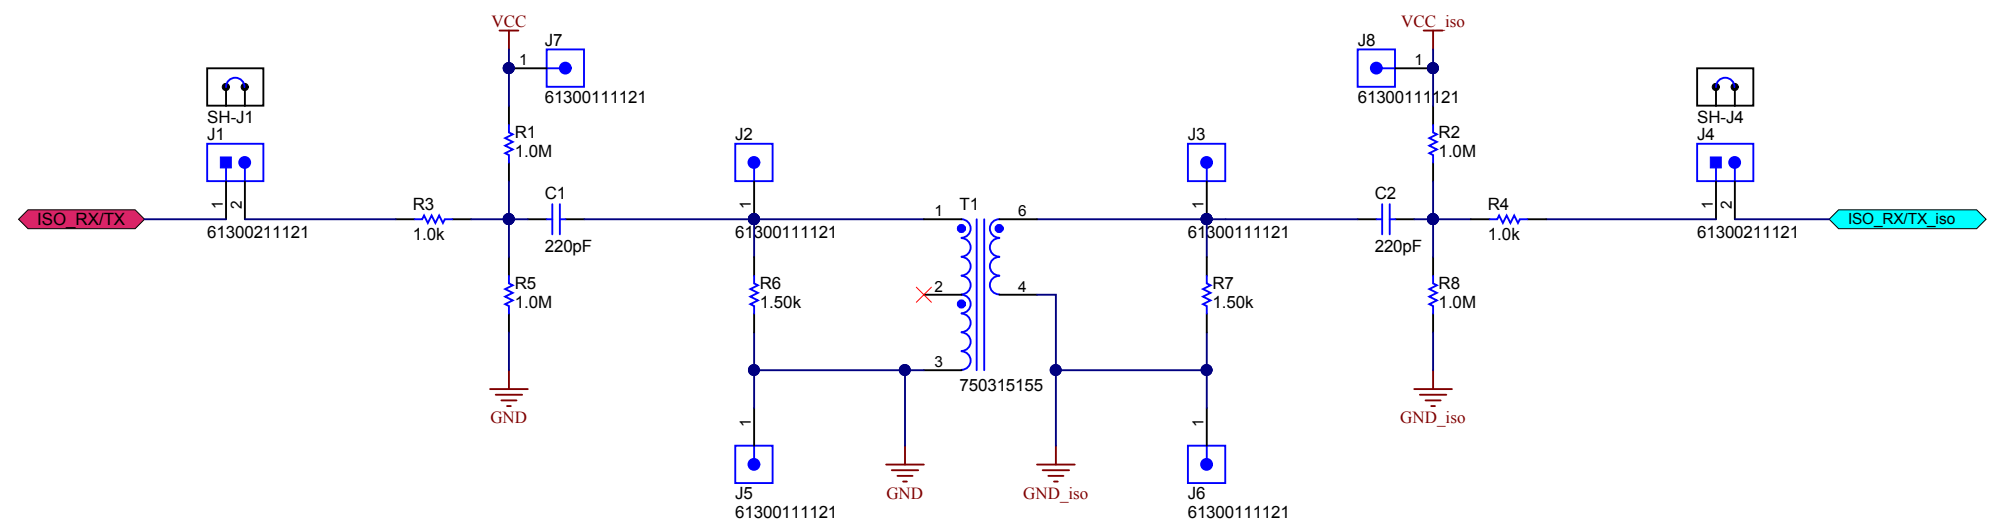 VCC
J7
1
61300111121
SH-J1
J1
1
2
61300211121
ISO_RX/TX
R3
1.0k
R1
1.0M
C1
220pF
R5
1.0M
GND
J2
1
61300111121
R6
1.50k
1
J5
61300111121
GND
T1
1
2
3
6
4
750315155
GND_iso
J3
1
61300111121
R7
1.50k
1
J6
61300111121
VCC_iso
J8
1
61300111121
R2
1.0M
C2
220pF
R8
1.0M
GND_iso
R4
1.0k
SH-J4
J4
1
2
61300211121
ISO_RX/TX_iso